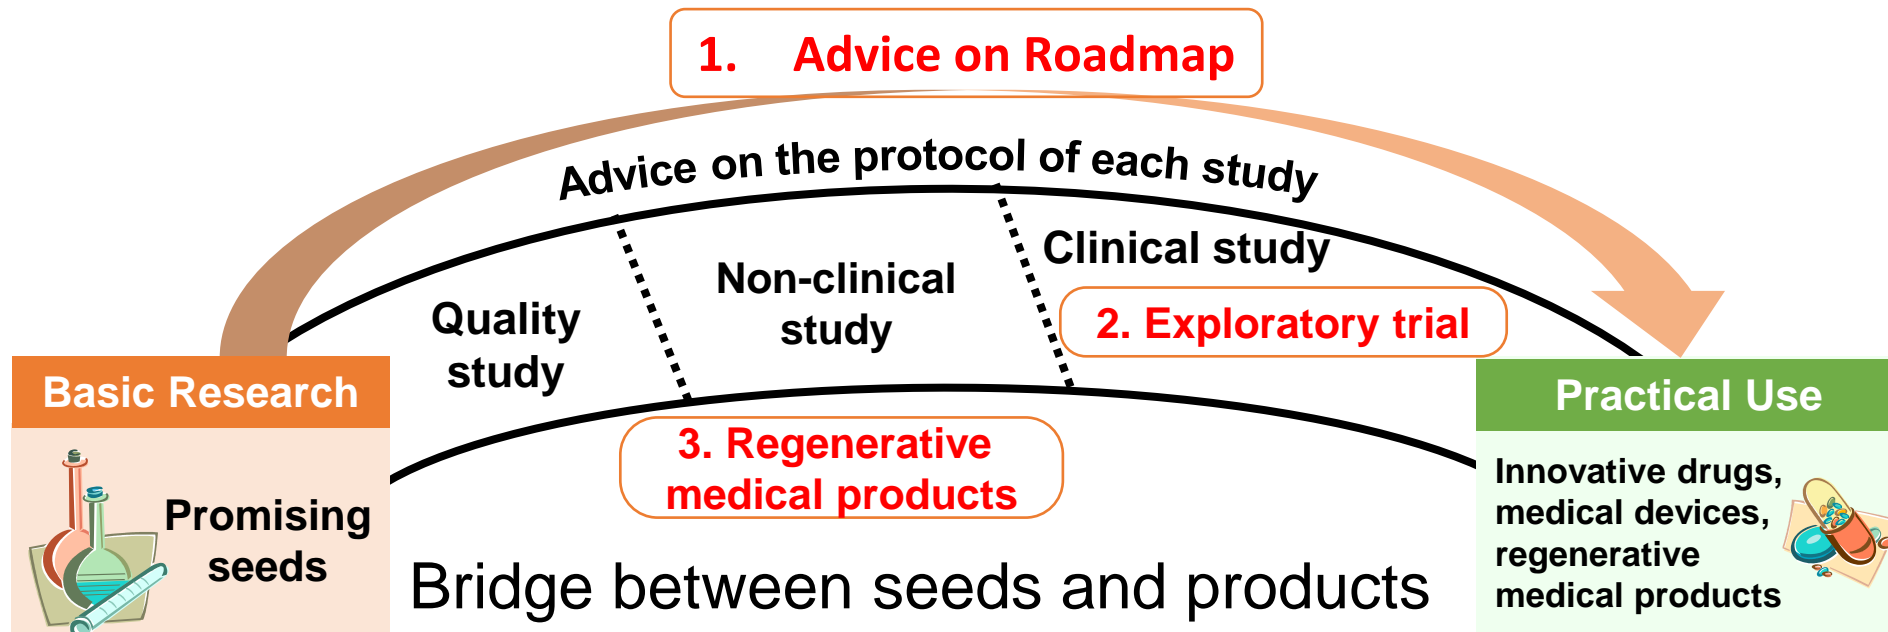 1. Advice on Roadmap
Advice on the protocol of each study
Quality
study
Non-clinical
study
Clinical study
2. Exploratory trial
3. Regenerative
medical products
Basic Research
Promising
seeds
Bridge between seeds and products
Practical Use
Innovative drugs,
medical devices,
regenerative
medical products